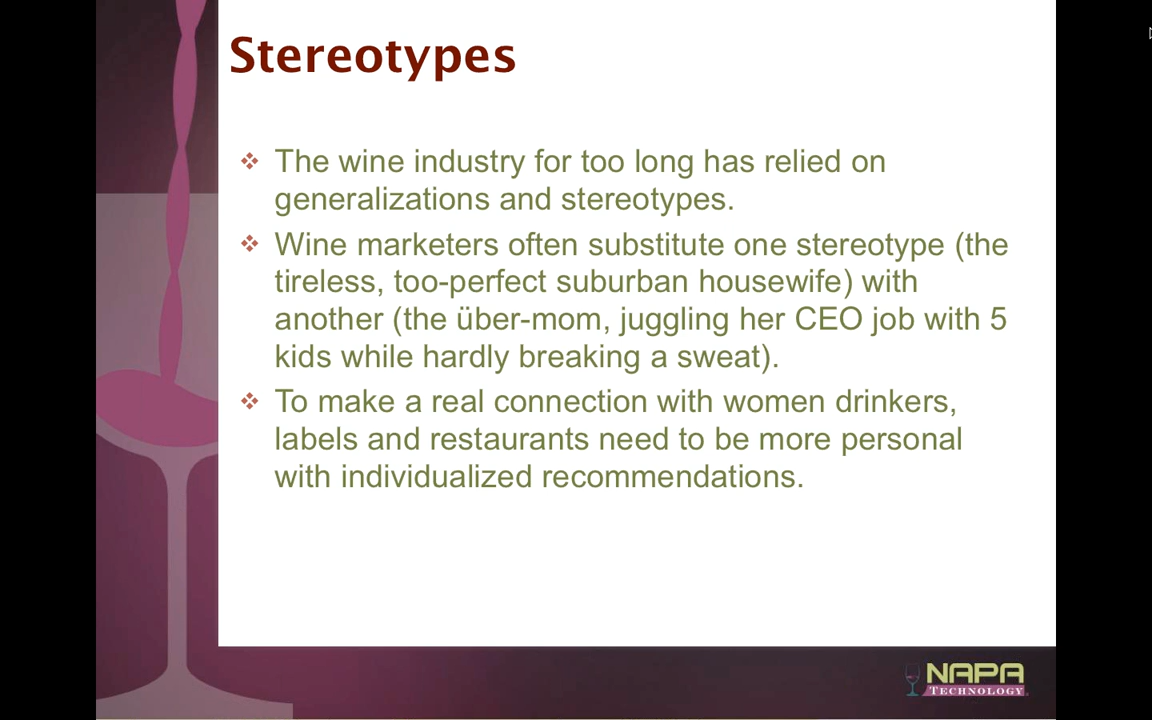 Stereotypes
❖ The wine industry for too long has relied on
generalizations and stereotypes.
❖ Wine marketers often substitute one stereotype (the
tireless, too-perfect suburban housewife) with
another (the über-mom, juggling her CEO job with 5
kids while hardly breaking a sweat).
❖ To make a real connection with women drinkers,
labels and restaurants need to be more personal
with individualized recommendations.
NAPA
TECHNOLOGY